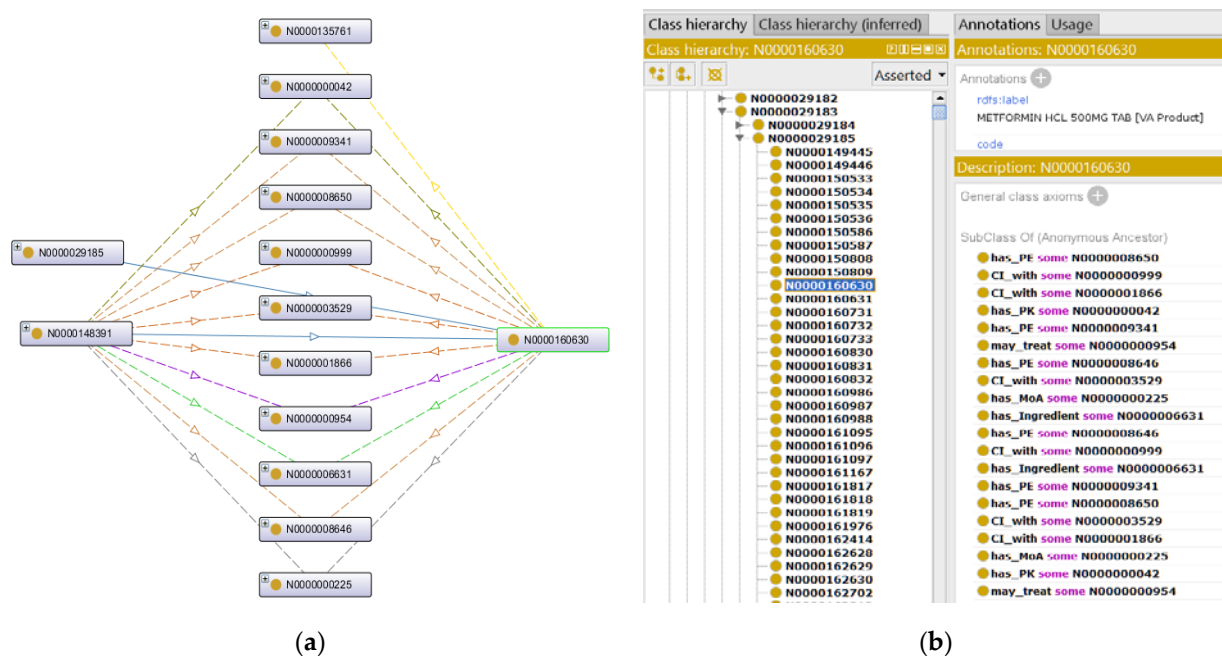 N0000135761
N0000000042
N0000009341
N0000008650
N0000029185
N0000000999
N0000003529
N0000148391
N0000160630
N0000001866
N0000000954
N0000006631
N0000008646
N0000000225
(a)
Class hierarchy
Class hierarchy (inferred)
Class hierarchy: N0000160630
Asserted
N0000029182
N0000029183
N0000029184
N0000029185
N0000149445
N0000149446
N0000150533
N0000150534
N0000150535
N0000150536
N0000150586
N0000150587
N0000150808
N0000150809
N0000160630
N0000160631
N0000160731
N0000160732
N0000160733
N0000160830
N0000160831
N0000160832
N0000160986
N0000160987
N0000160988
N0000161095
N0000161096
N0000161097
N0000161167
N0000161817
N0000161818
N0000161819
N0000161976
N0000162414
N0000162628
N0000162629
N0000162630
N0000162702
Annotations
Usage
Annotations: N0000160630
Annotations
rdfs:label
METFORMIN HCL 500MG TAB [VA Product]
code
Description: N0000160630
General class axioms
SubClass Of (Anonymous Ancestor)
has_PE some N0000008650
CI_with some N0000000999
CI_with some N0000001866
has_PK some N0000000042
has_PE some N0000009341
may_treat some N0000000954
has_PE some N0000008646
CI_with some N0000003529
has_MoA some N0000000225
has_Ingredient some N0000006631
has_PE some N0000008646
CI_with some N0000000999
has_Ingredient some N0000006631
has_PE some N0000009341
has_PE some N0000008650
CI_with some N0000003529
CI_with some N0000001866
has_MoA some N0000000225
has_PK some N0000000042
may_treat some N0000000954
(b)